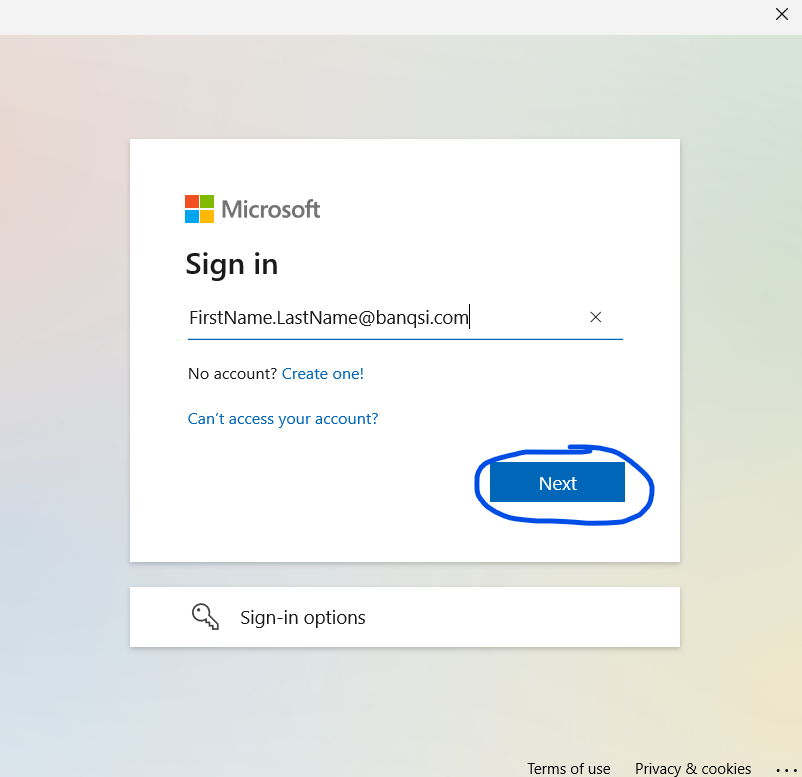 Microsoft
Sign in
FirstName.LastName@banqsi.com
No account? Create one!
Can't access your account?
Next
Sign-in options
Terms of use Privacy & cookies ...